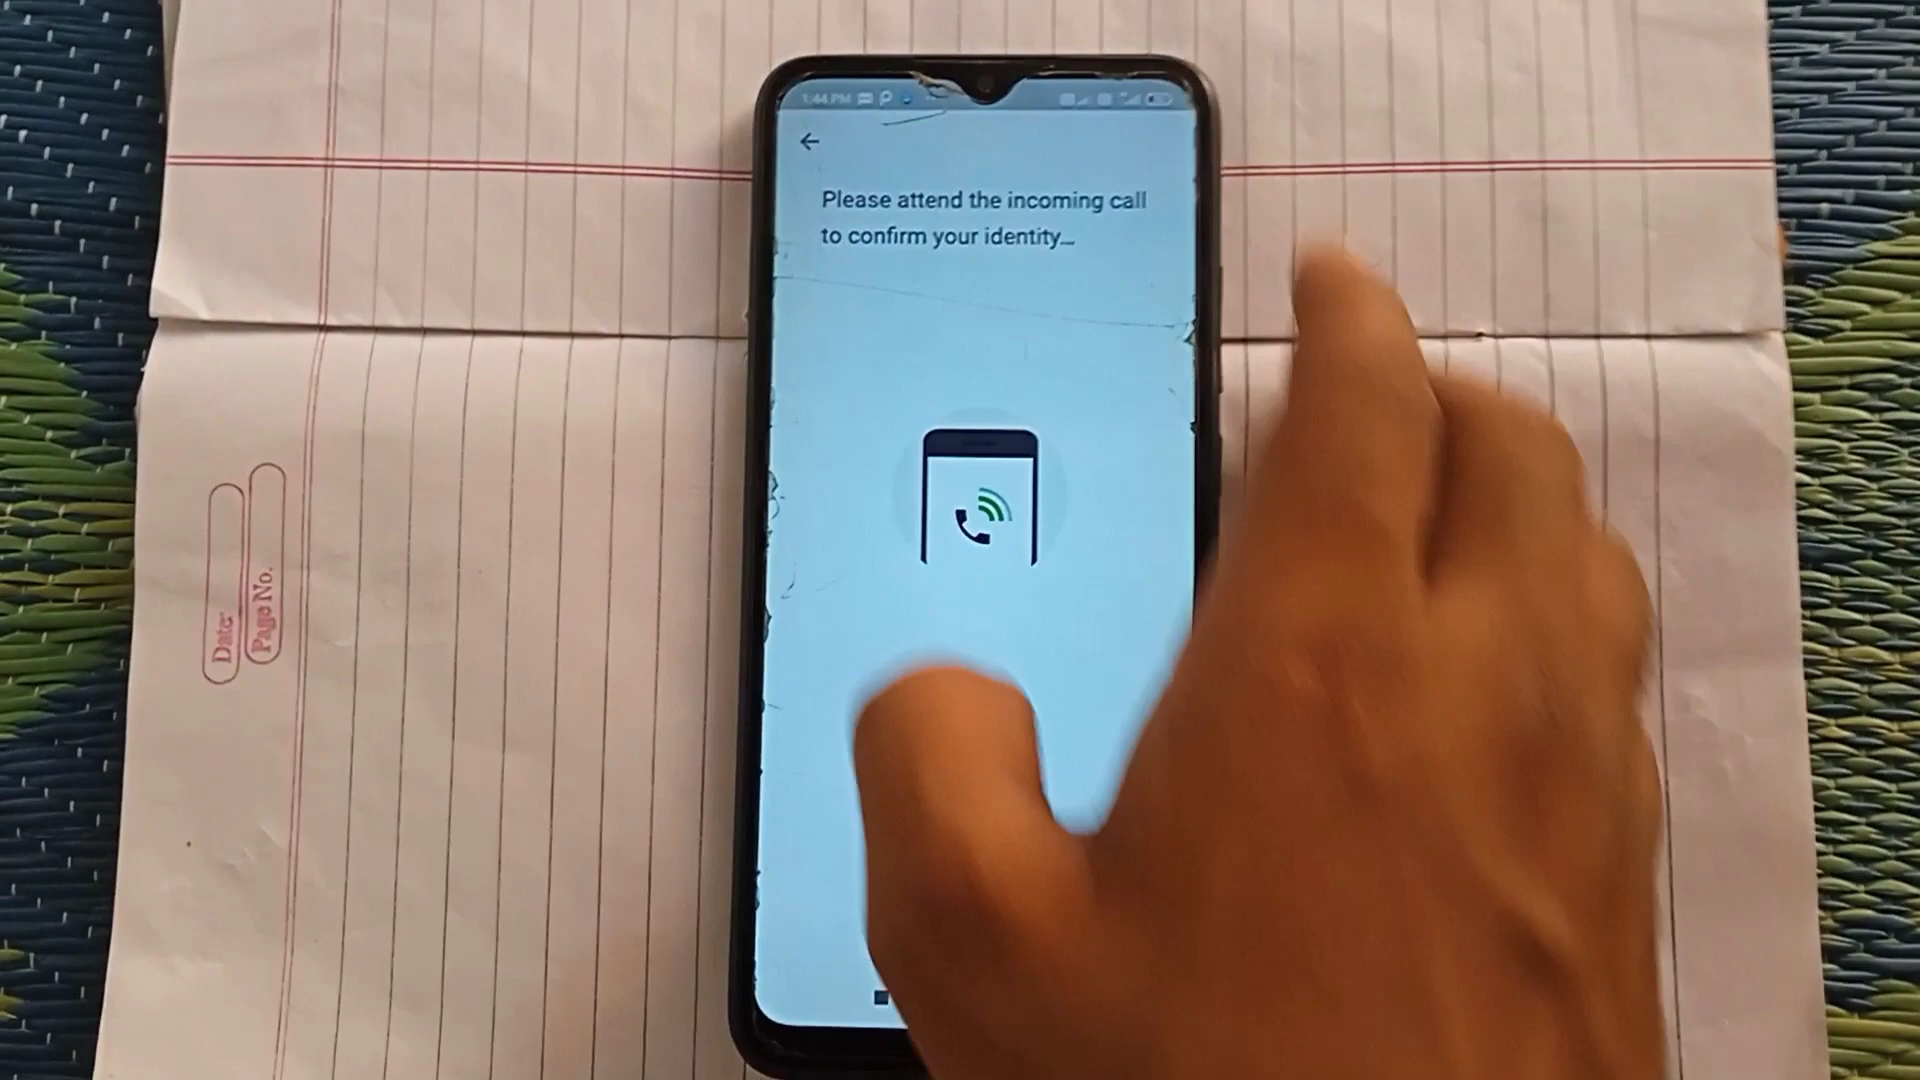 1:44 PM
Please attend the incoming call
to confirm your identity...
Date:
Page No.